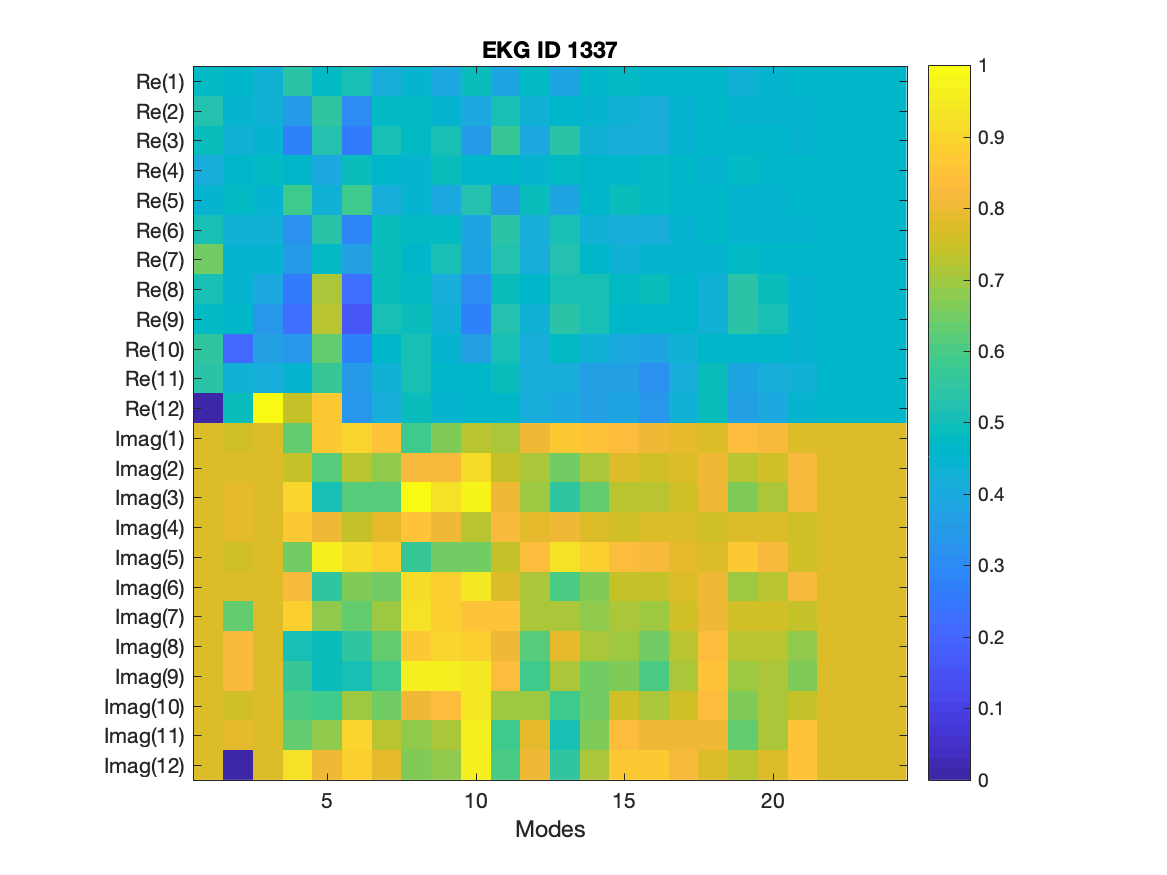 EKG ID 1337
Re(1)
Re(2)
Re(3)
Re(4)
Re(5)
Re(6)
Re(7)
Re(8)
Re(9)
Re(10)
Re(11)
Re(12)
Imag(1)
Imag(2)
Imag(3)
Imag(4)
Imag(5)
Imag(6)
Imag(7)
Imag(8)
Imag(9)
Imag(10)
Imag(11)
Imag(12)
5 10 15 20
Modes
1
0.9
0.8
0.7
0.6
0.5
0.4
0.3
0.2
0.1
0